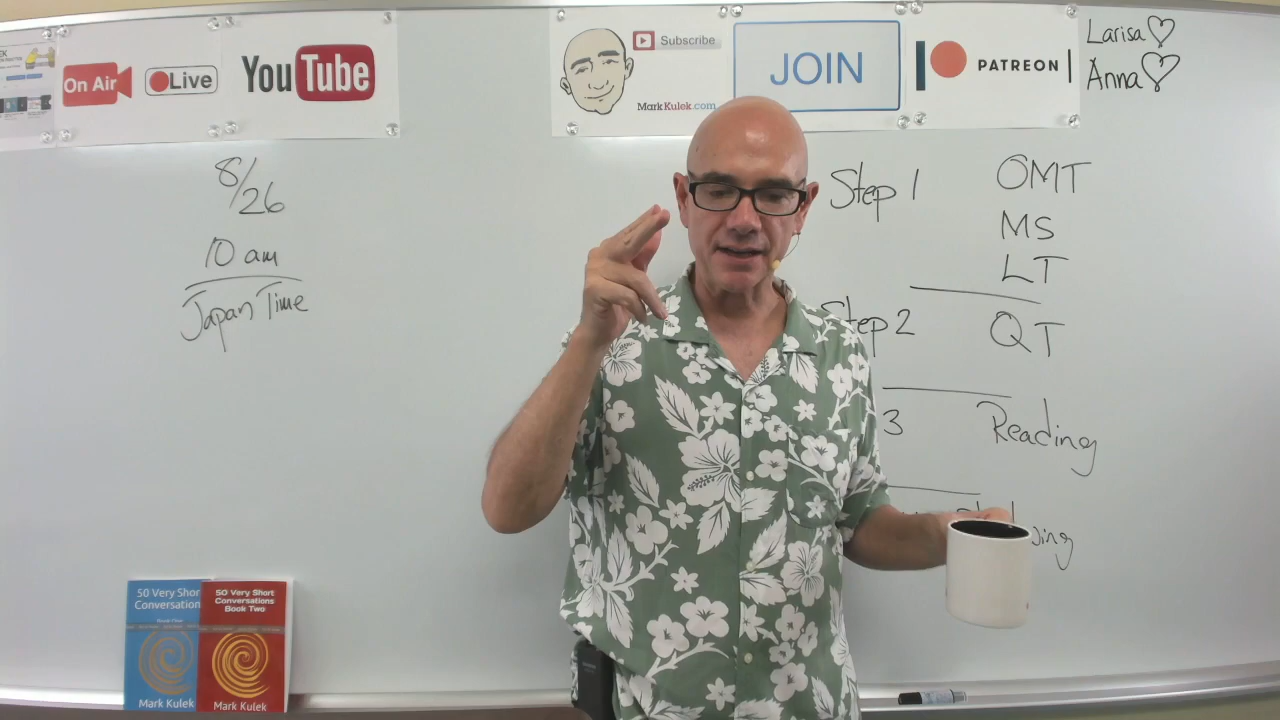 On Air
Live
YouTube
Subscribe
MarkKulek.com
JOIN
PATREON
Larisa♡
Anna♡
8/26
10 am
Japan Time
Step 1
OMT
MS
LT
Step 2
QT
3
Reading
50 Very Short
Conversation
Mark Kulek
50 Very Short
Conversations
Book Two
Mark Kulek